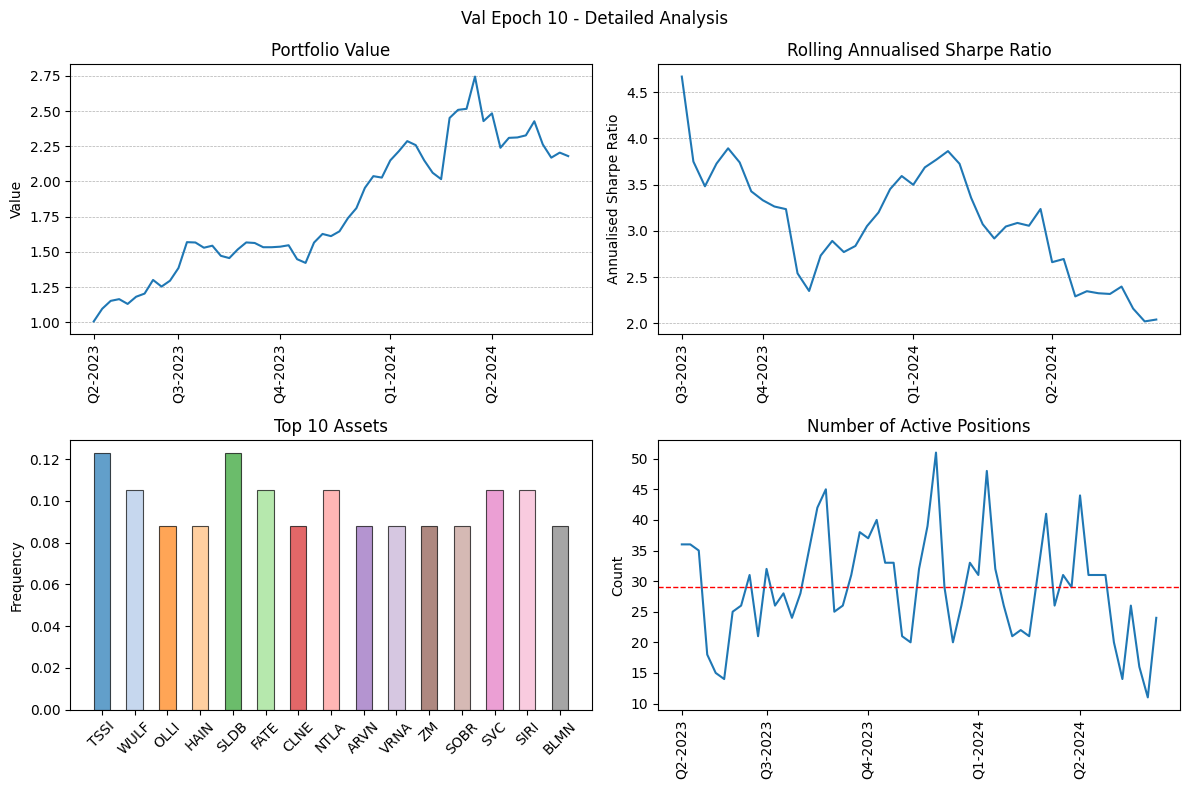 Val Epoch 10 - Detailed Analysis
Portfolio Value
Value
2.75
2.50
2.25
2.00
1.75
1.50
1.25
1.00
Q2-2023
Q3-2023
Q4-2023
Q1-2024
Q2-2024
Rolling Annualised Sharpe Ratio
Annualised Sharpe Ratio
4.5
4.0
3.5
3.0
2.5
2.0
Q3-2023
Q4-2023
Q1-2024
Q2-2024
Top 10 Assets
Frequency
0.12
0.10
0.08
0.06
0.04
0.02
0.00
TSSI
WULF
OLLI
HAIN
SLDB
FATE
CLNE
NTLA
ARVN
VRNA
ZM
SOBR
SVC
SIRI
BLMN
Number of Active Positions
Count
50
45
40
35
30
25
20
15
10
Q2-2023
Q3-2023
Q4-2023
Q1-2024
Q2-2024